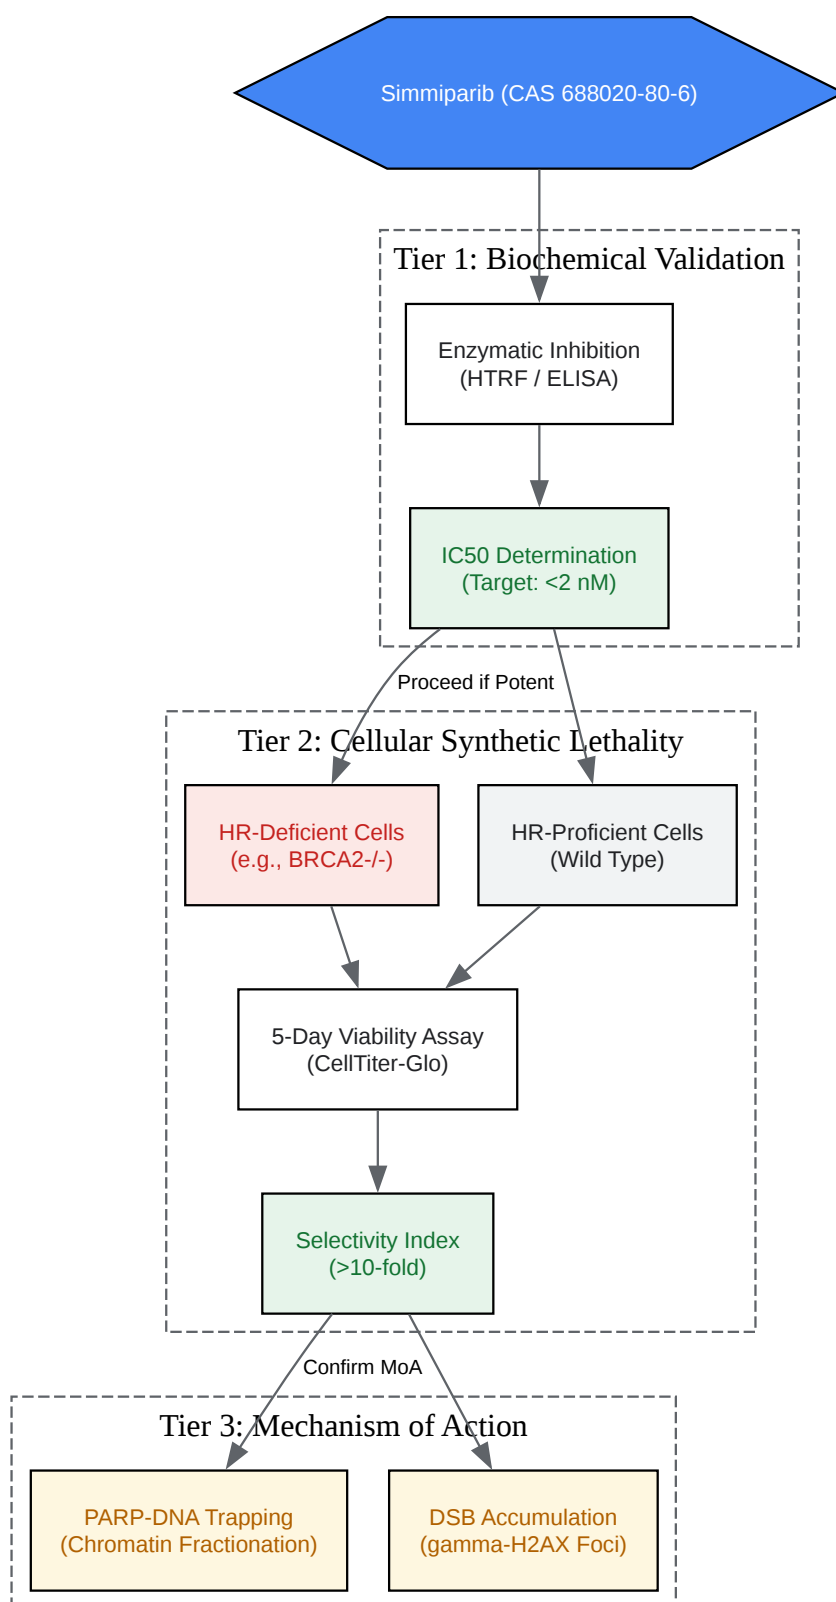 Simmiparib (CAS 688020-80-6)
Tier 1: Biochemical Validation
Enzymatic Inhibition
(HTRF / ELISA)
IC50 Determination
(Target: <2 nM)
Proceed if Potent
Tier 2: Cellular Synthetic Lethality
HR-Deficient Cells
(e.g., BRCA2-/-)
HR-Proficient Cells
(Wild Type)
5-Day Viability Assay
(CellTiter-Glo)
Selectivity Index
(>10-fold)
Confirm MoA
Tier 3: Mechanism of Action
PARP-DNA Trapping
(Chromatin Fractionation)
DSB Accumulation
(gamma-H2AX Foci)